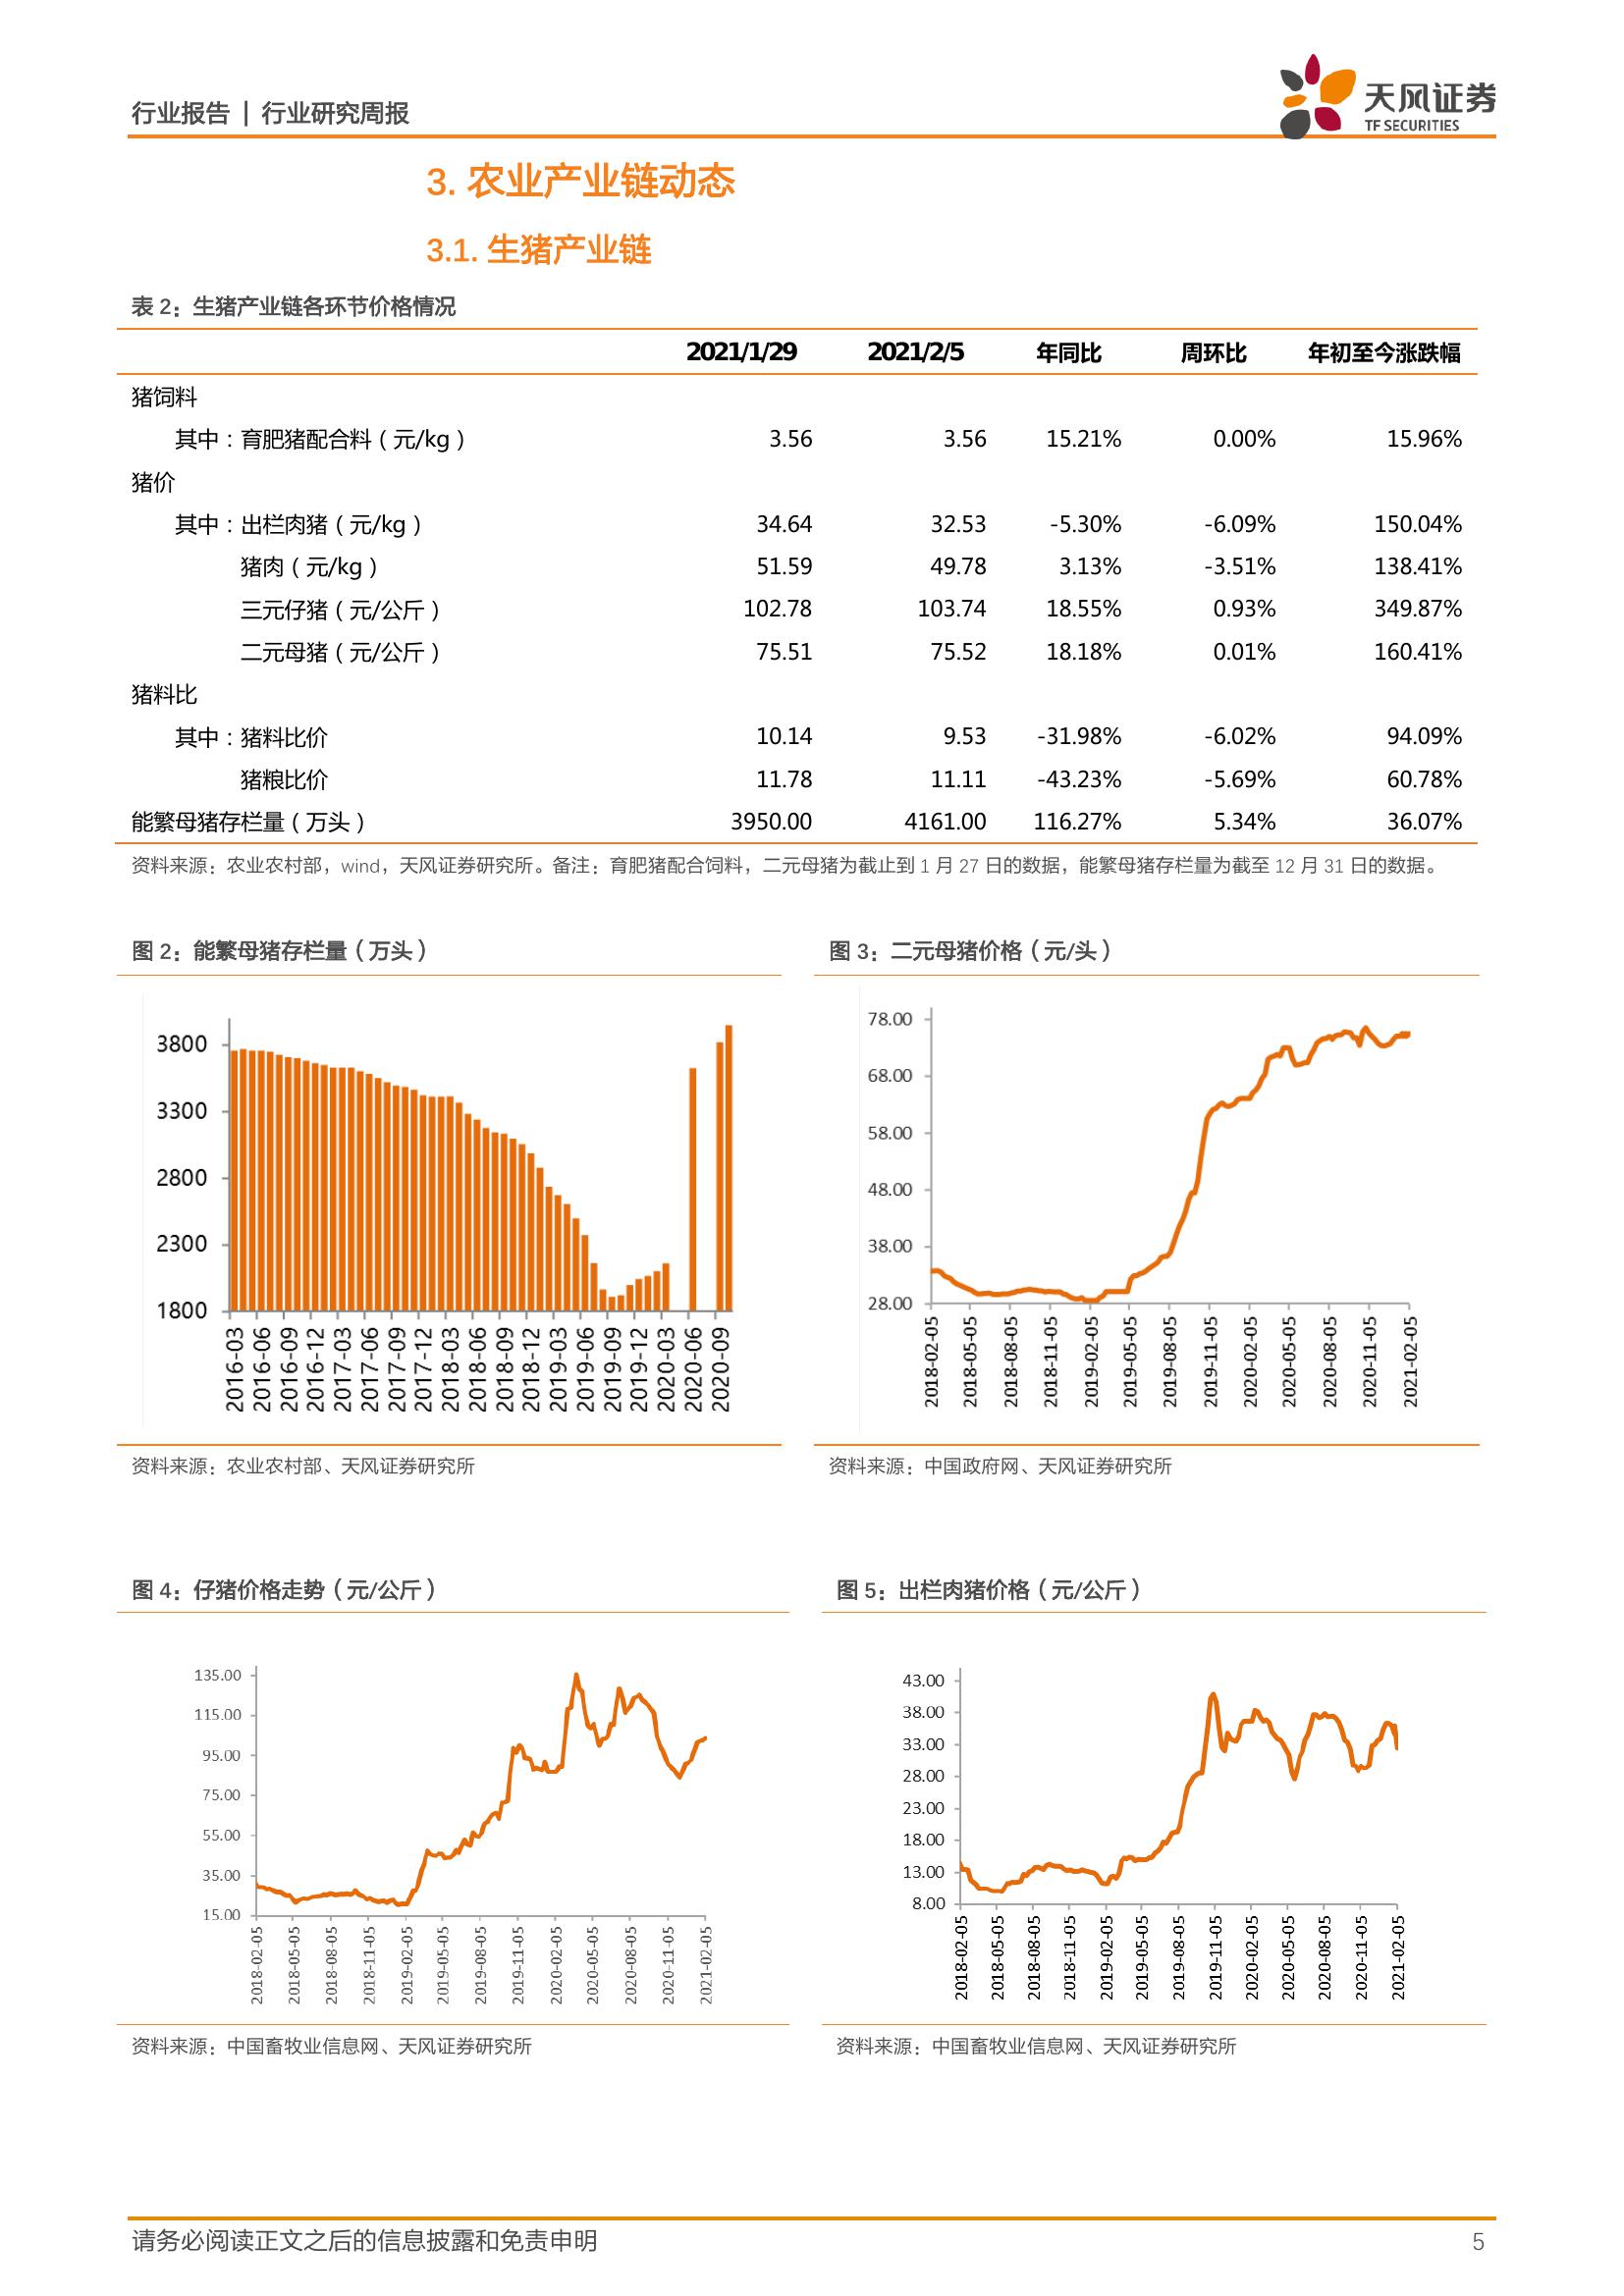 行业报告 | 行业研究周报
天风证券
TF SECURITIES
3. 农业产业链动态
3.1. 生猪产业链
表 2：生猪产业链各环节价格情况
2021/1/29 2021/2/5 年同比 周环比 年初至今涨跌幅
猪饲料
其中：育肥猪配合料（元/kg） 3.56 3.56 15.21% 0.00% 15.96%
猪价
其中：出栏肉猪（元/kg） 34.64 32.53 -5.30% -6.09% 150.04%
猪肉（元/kg） 51.59 49.78 3.13% -3.51% 138.41%
三元仔猪（元/公斤） 102.78 103.74 18.55% 0.93% 349.87%
二元母猪（元/公斤） 75.51 75.52 18.18% 0.01% 160.41%
猪料比
其中：猪料比价 10.14 9.53 -31.98% -6.02% 94.09%
猪粮比价 11.78 11.11 -43.23% -5.69% 60.78%
能繁母猪存栏量（万头） 3950.00 4161.00 116.27% 5.34% 36.07%
资料来源：农业农村部，wind，天风证券研究所。备注：育肥猪配合饲料，二元母猪为截止到 1 月 27 日的数据，能繁母猪存栏量为截至 12 月 31 日的数据。
图 2：能繁母猪存栏量（万头）
3800
3300
2800
2300
1800
2016-03 2016-06 2016-09 2016-12 2017-03 2017-06 2017-09 2017-12 2018-03 2018-06 2018-09 2018-12 2019-03 2019-06 2019-09 2019-12 2020-03 2020-06 2020-09
资料来源：农业农村部、天风证券研究所
图 3：二元母猪价格（元/头）
78.00
68.00
58.00
48.00
38.00
28.00
2018-02-05 2018-05-05 2018-08-05 2018-11-05 2019-02-05 2019-05-05 2019-08-05 2019-11-05 2020-02-05 2020-05-05 2020-08-05 2020-11-05 2021-02-05
资料来源：中国政府网、天风证券研究所
图 4：仔猪价格走势（元/公斤）
135.00
115.00
95.00
75.00
55.00
35.00
15.00
2018-02-05 2018-05-05 2018-08-05 2018-11-05 2019-02-05 2019-05-05 2019-08-05 2019-11-05 2020-02-05 2020-05-05 2020-08-05 2020-11-05 2021-02-05
资料来源：中国畜牧业信息网、天风证券研究所
图 5：出栏肉猪价格（元/公斤）
43.00
38.00
33.00
28.00
23.00
18.00
13.00
8.00
2018-02-05 2018-05-05 2018-08-05 2018-11-05 2019-02-05 2019-05-05 2019-08-05 2019-11-05 2020-02-05 2020-05-05 2020-08-05 2020-11-05 2021-02-05
资料来源：中国畜牧业信息网、天风证券研究所
请务必阅读正文之后的信息披露和免责申明 5